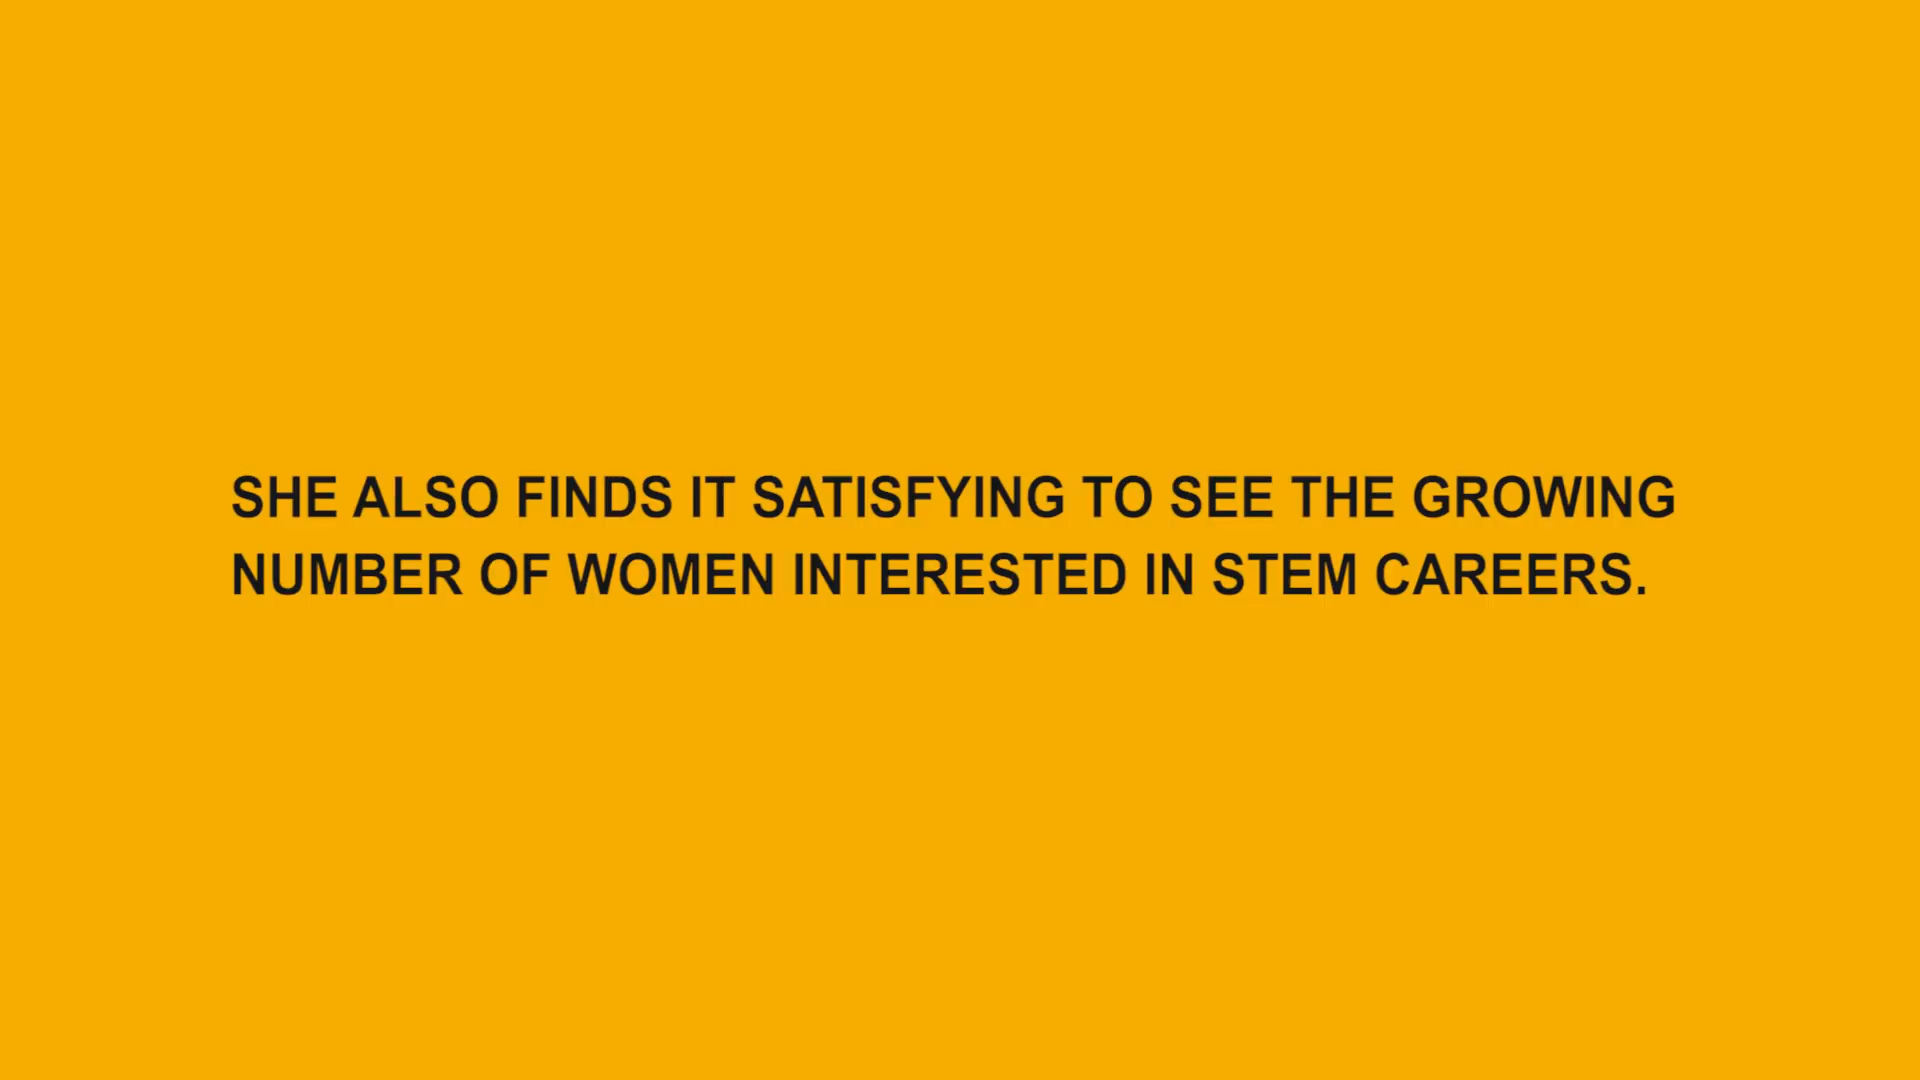 SHE ALSO FINDS IT SATISFYING TO SEE THE GROWING
NUMBER OF WOMEN INTERESTED IN STEM CAREERS.